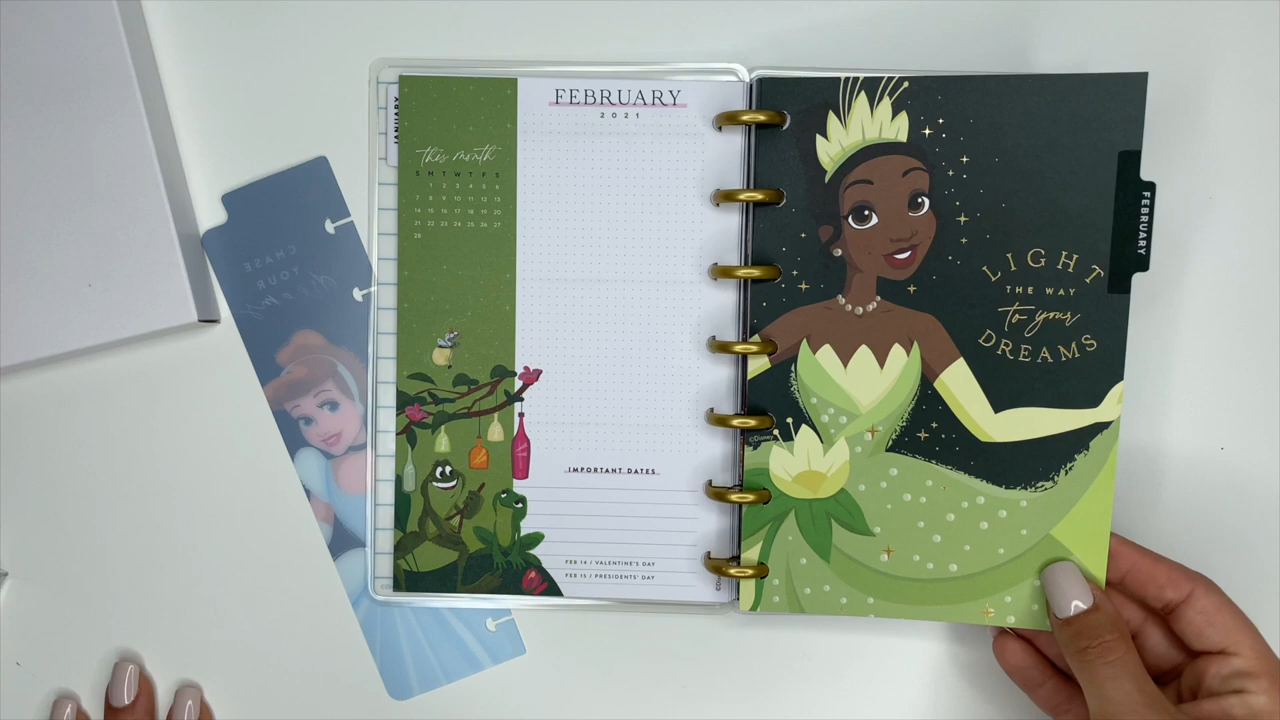 JANUARY
this month
S M T W T F S
1 2 3 4 5 6
7 8 9 10 11 12 13
14 15 16 17 18 19 20
21 22 23 24 25 26 27
28
FEBRUARY
2021
IMPORTANT DATES
FEB 14 / VALENTINE'S DAY
FEB 15 / PRESIDENTS' DAY
©Disney
LIGHT
THE WAY
to your
DREAMS
FEBRUARY
CHASE
YOUR
dreams